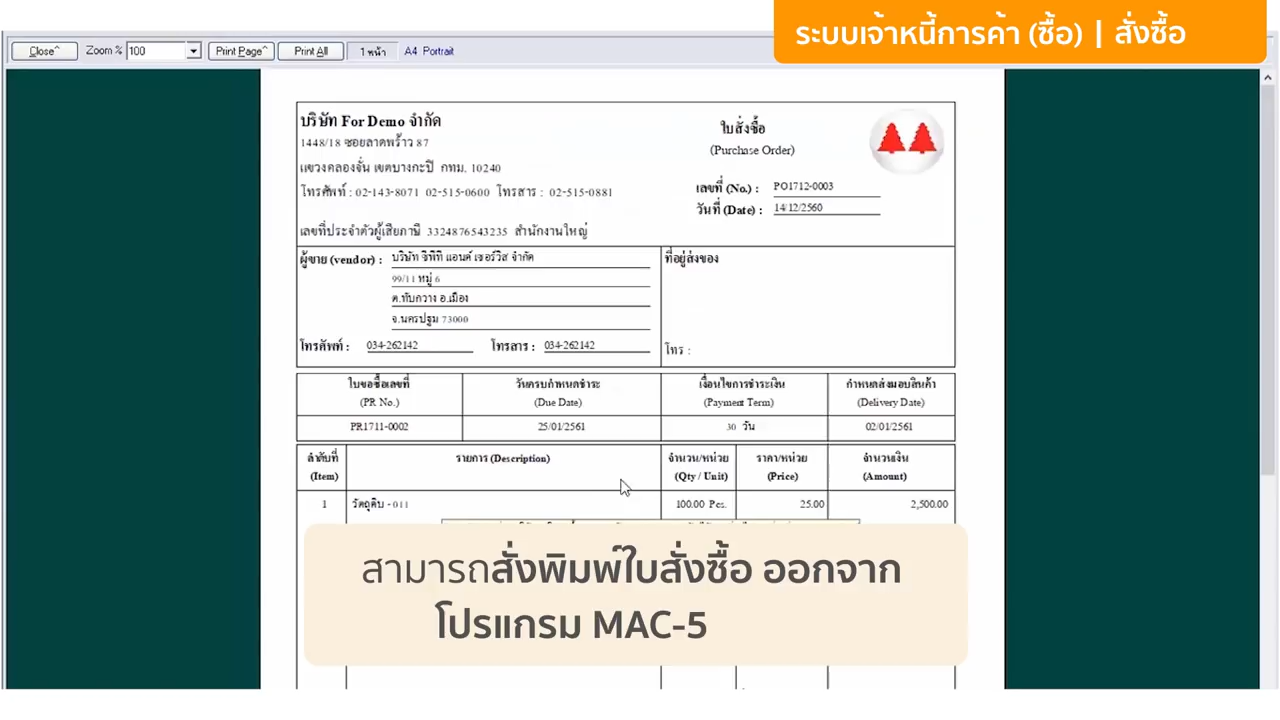 ระบบเจ้าหนี้การค้า (ซื้อ) | สั่งซื้อ
Close^ Zoom % 100 Print Page^ Print All 1 หน้า A4 Portrait
บริษัท For Demo จำกัด
1448/18 ซอยลาดพร้าว 87
แขวงคลองจั่น เขตบางกะปิ กทม. 10240
โทรศัพท์ : 02-143-8071 02-515-0600 โทรสาร : 02-515-0881
เลขที่ประจำตัวผู้เสียภาษี 3324876543235 สำนักงานใหญ่
ใบสั่งซื้อ
(Purchase Order)
เลขที่ (No.) : PO1712-0003
วันที่ (Date) : 14/12/2560
ผู้ขาย (vendor) : บริษัท ซีพีที แอนด์ เซอร์วิส จำกัด
99/11 หมู่ 6
ต.ทับกวาง อ.เมือง
จ.นครปฐม 73000
โทรศัพท์ : 034-262142 โทรสาร : 034-262142
ที่อยู่ส่งของ
โทร :
ใบขอซื้อเลขที่ วันครบกำหนดชำระ เงื่อนไขการชำระเงิน กำหนดส่งมอบสินค้า
(PR No.) (Due Date) (Payment Term) (Delivery Date)
PR1711-0002 25/01/2561 30 วัน 02/01/2561
ลำดับที่ รายการ (Description) จำนวน/หน่วย ราคา/หน่วย จำนวนเงิน
(Item) (Qty / Unit) (Price) (Amount)
1 วัตถุดิบ - 011 100.00 Pcs. 25.00 2,500.00
สามารถสั่งพิมพ์ใบสั่งซื้อ ออกจาก
โปรแกรม MAC-5